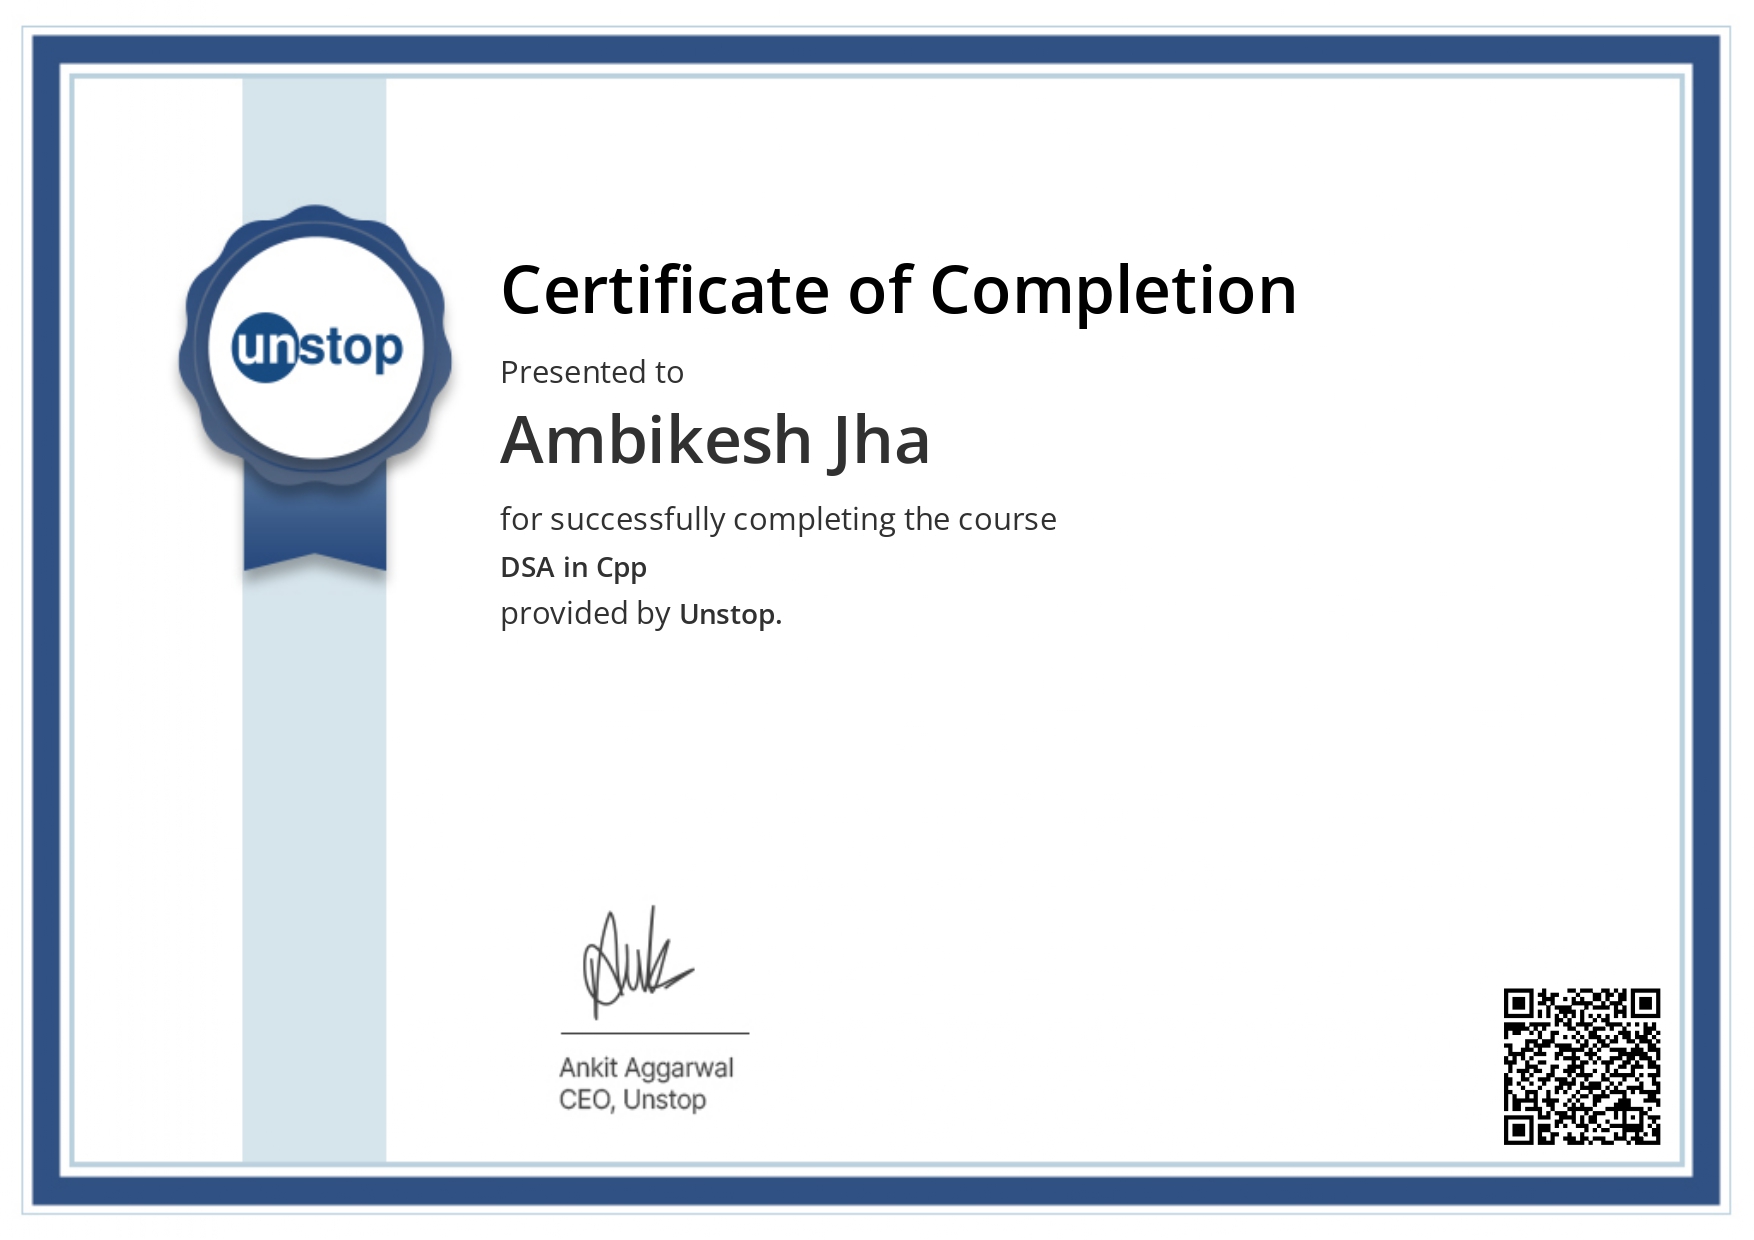 unstop
Certificate of Completion
Presented to
Ambikesh Jha
for successfully completing the course
DSA in Cpp
provided by Unstop.
Ankit Aggarwal
CEO, Unstop